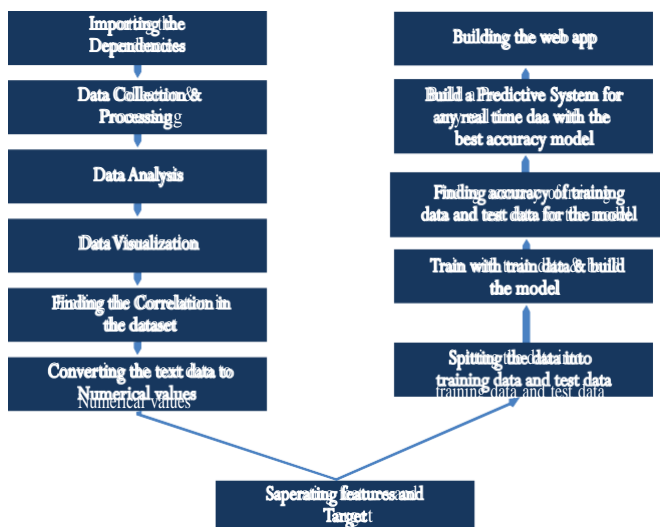 Importing the
Dependencies
Data Collection &
Processing
Data Analysis
Data Visualization
Finding the Correlation in
the dataset
Converting the text data to
Numerical values
Saperating features and
Target
Spitting the data into
training data and test data
Train with train data & build
the model
Finding accuracy of training
data and test data for the model
Build a Predictive System for
any real time daa with the
best accuracy model
Building the web app